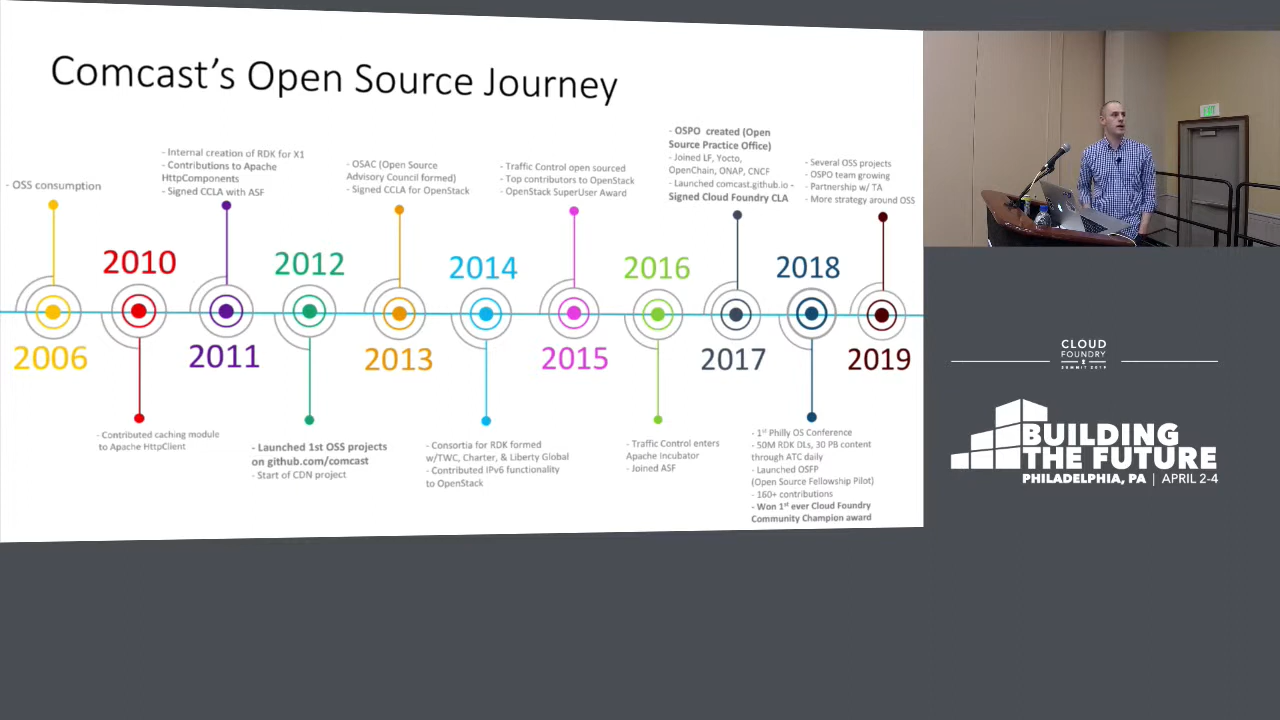 Comcast's Open Source Journey
- OSS consumption
2006
2010
- Contributed caching module
to Apache HttpClient
- Internal creation of RDK for X1
- Contributions to Apache
HttpComponents
- Signed CCLA with ASF
2011
2012
- Launched 1st OSS projects
on github.com/comcast
- Start of CDN project
- OSAC (Open Source
Advisory Council formed)
- Signed CCLA for OpenStack
2013
2014
- Consortia for RDK formed
w/TWC, Charter, & Liberty Global
- Contributed IPv6 functionality
to OpenStack
- Traffic Control open sourced
- Top contributors to OpenStack
- OpenStack SuperUser Award
2015
2016
- Traffic Control enters
Apache Incubator
- Joined ASF
- OSPO created (Open
Source Practice Office)
- Joined LF, Yocto,
OpenChain, ONAP, CNCF
- Launched comcast.github.io -
Signed Cloud Foundry CLA
2017
2018
- 1st Philly OS Conference
- 50M RDK DLs, 30 PB content
through ATC daily
- Launched OSFP
(Open Source Fellowship Pilot)
- 160+ contributions
- Won 1st ever Cloud Foundry
Community Champion award
- Several OSS projects
- OSPO team growing
- Partnership w/ TA
- More strategy around OSS
2019
EXIT
CLOUD
FOUNDRY
SUMMIT 2019
BUILDING
THE FUTURE
PHILADELPHIA, PA | APRIL 2-4